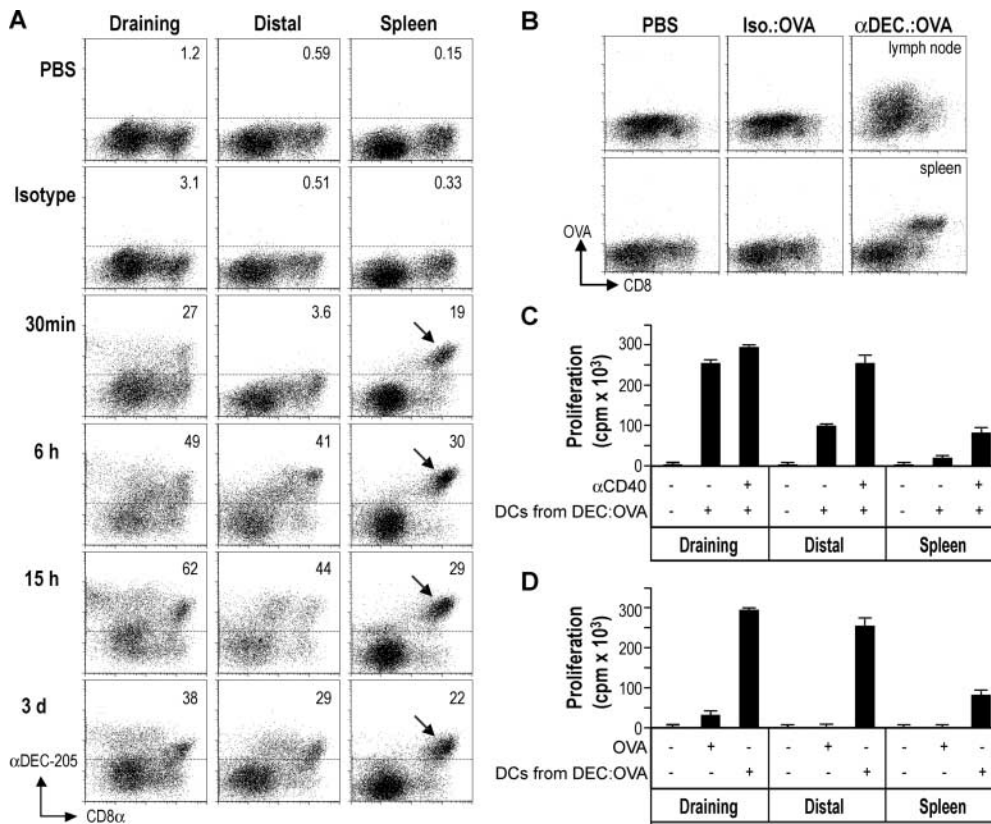 A
Draining Distal Spleen
PBS
1.2 0.59 0.15
Isotype
3.1 0.51 0.33
30min
27 3.6 19
6 h
49 41 30
15 h
62 44 29
3 d
38 29 22
αDEC-205
CD8α
B
PBS Iso.:OVA αDEC.:OVA
lymph node
spleen
OVA
CD8
C
Proliferation
(cpm x 10³)
300
200
100
0
αCD40 - - + - - + - - +
DCs from DEC:OVA - + + - + + - + +
Draining Distal Spleen
D
Proliferation
(cpm x 10³)
300
200
100
0
OVA - + - - + - - + -
DCs from DEC:OVA - - + - - + - - +
Draining Distal Spleen